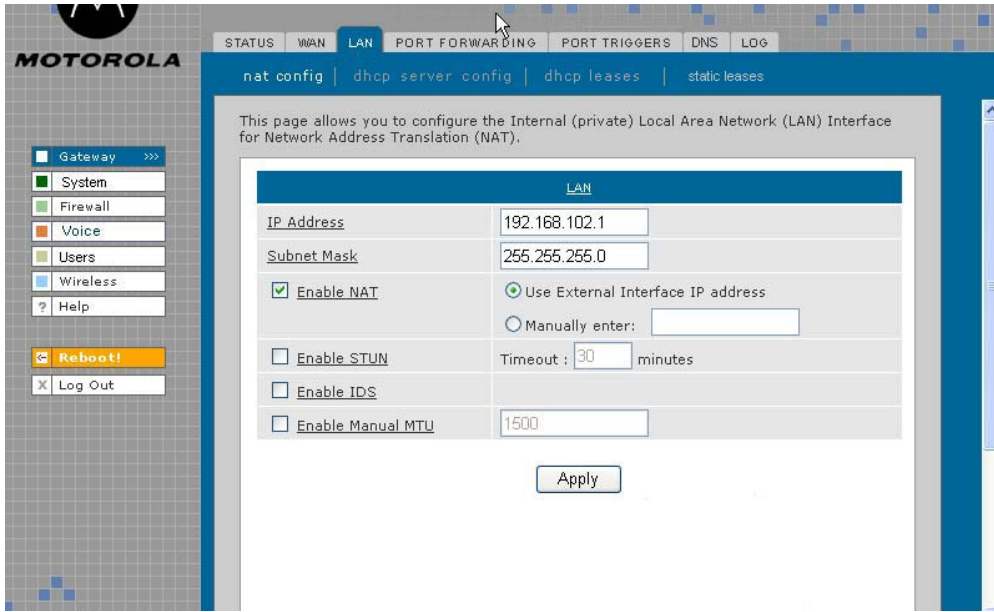 MOTOROLA
STATUS WAN LAN PORT FORWARDING PORT TRIGGERS DNS LOG
nat config | dhcp server config | dhcp leases | static leases
This page allows you to configure the Internal (private) Local Area Network (LAN) Interface
for Network Address Translation (NAT).
Gateway >>>
System
Firewall
Voice
Users
Wireless
? Help
Reboot!
X Log Out
LAN
IP Address 192.168.102.1
Subnet Mask 255.255.255.0
Enable NAT Use External Interface IP address
Manually enter:
Enable STUN Timeout : 30 minutes
Enable IDS
Enable Manual MTU 1500
Apply